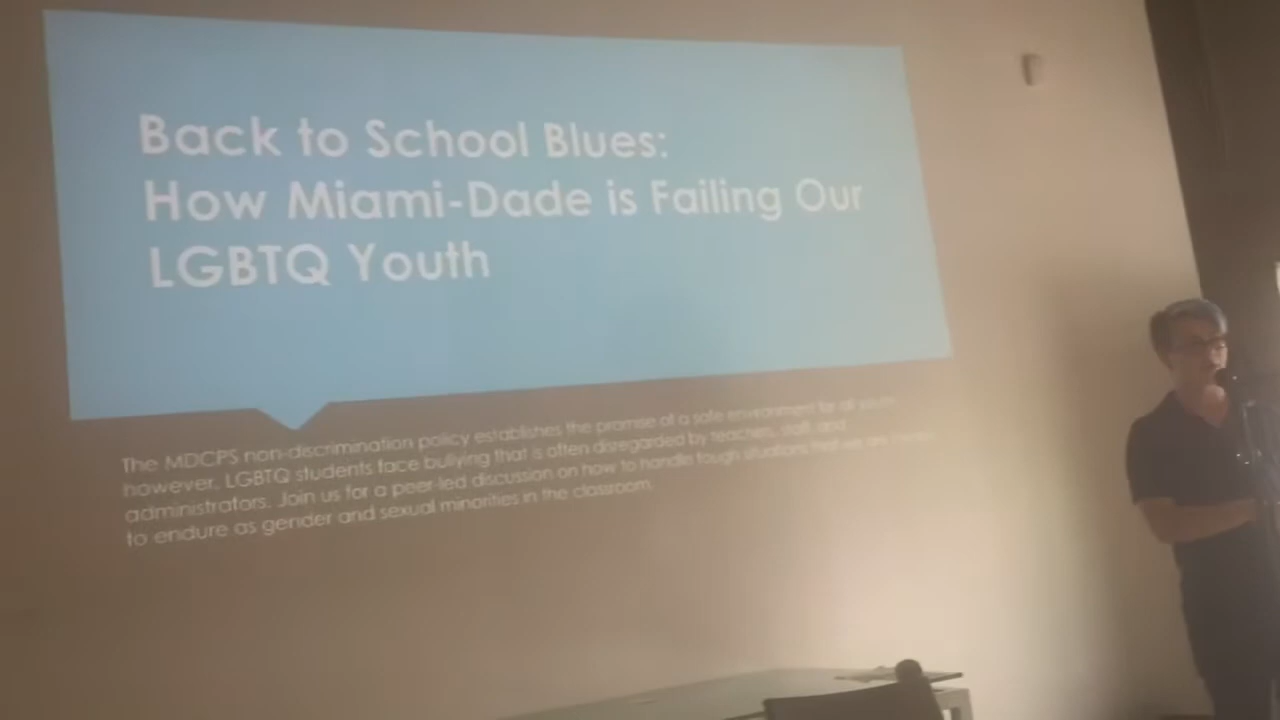 Back to School Blues:
How Miami-Dade is Failing Our
LGBTQ Youth
The MDCPS non-discrimination policy establishes the promise of a safe environment for all youth
however, LGBTQ students face bullying that is often disregarded by teachers, staff, and
administrators. Join us for a peer-led discussion on how to handle tough situations that we are
to endure as gender and sexual minorities in the classroom.